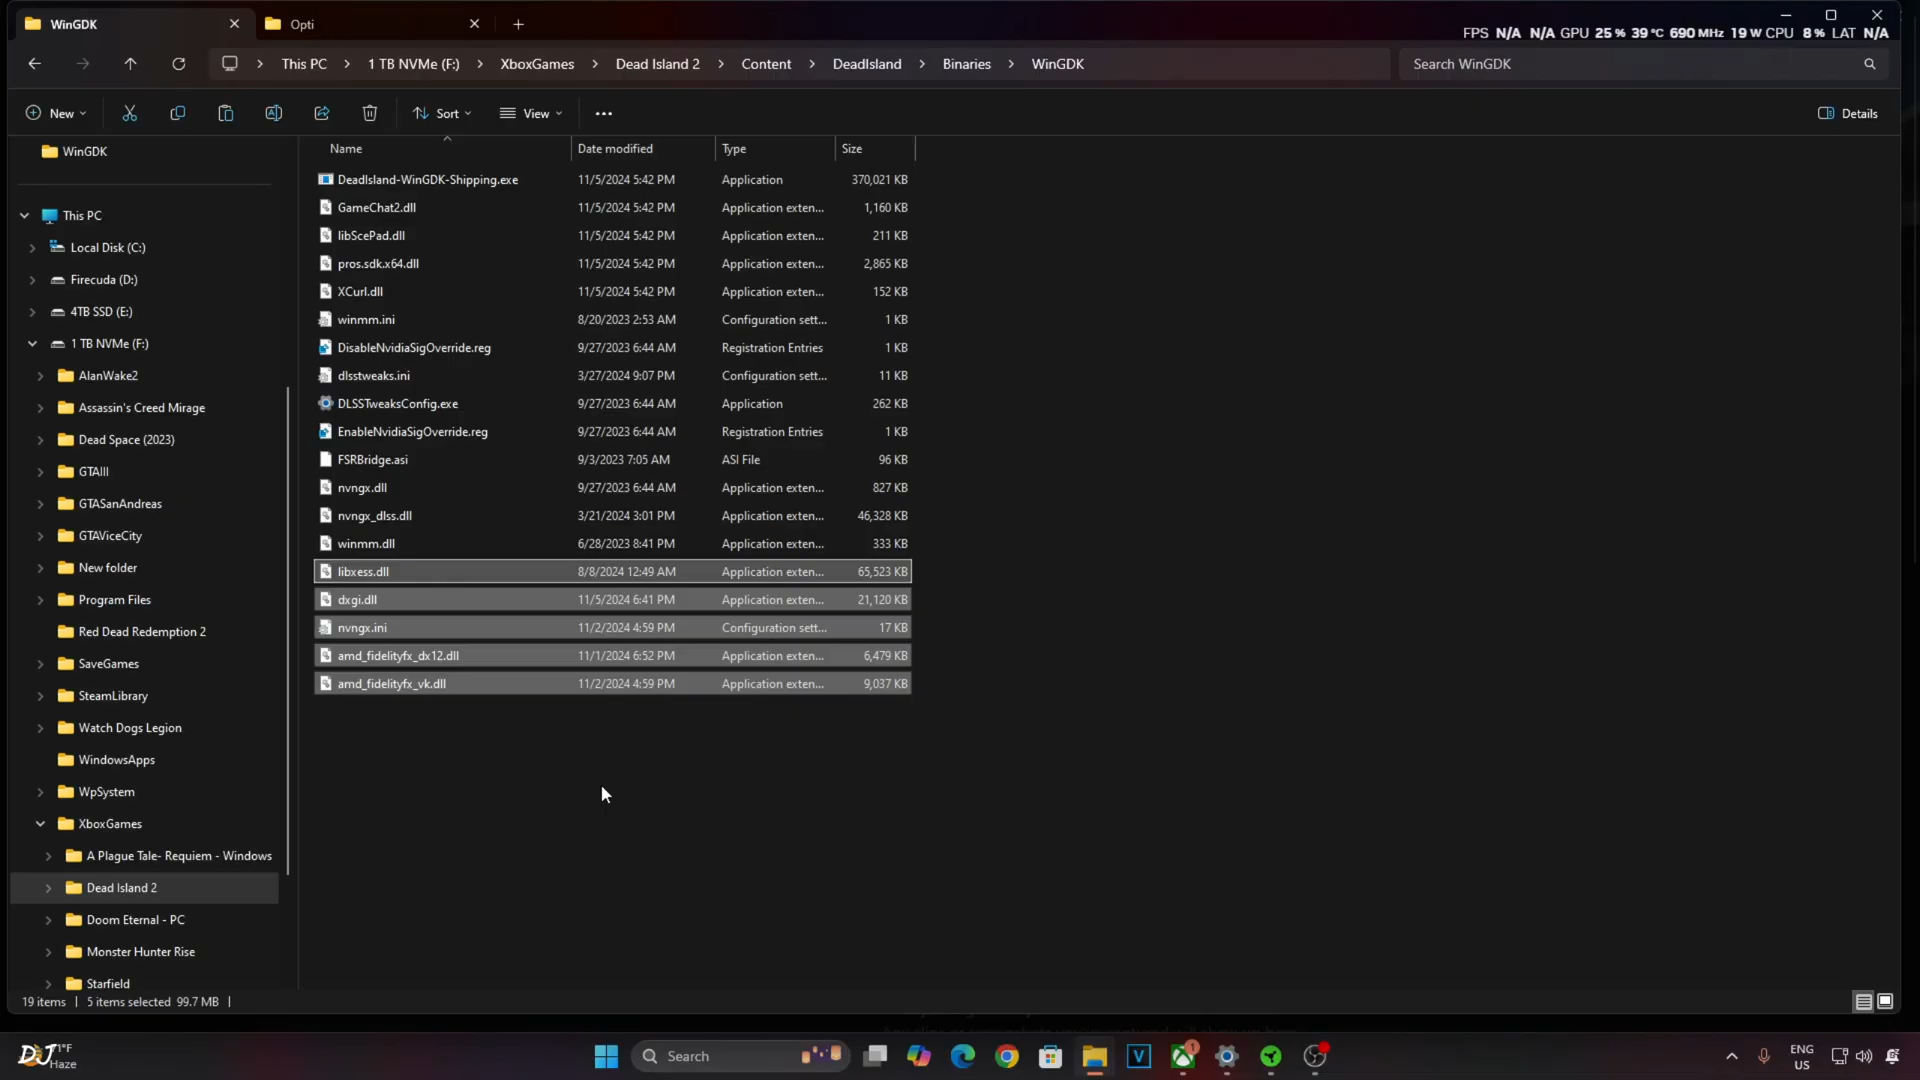 WinGDK
Opti
FPS N/A N/A GPU 25 % 39 °C 690 MHz 19 W CPU 8 % LAT N/A
This PC > 1 TB NVMe (F:) > XboxGames > Dead Island 2 > Content > DeadIsland > Binaries > WinGDK
Search WinGDK
New
Sort
View
Details
WinGDK
This PC
Local Disk (C:)
Firecuda (D:)
4TB SSD (E:)
1 TB NVMe (F:)
AlanWake2
Assassin's Creed Mirage
Dead Space (2023)
GTAIII
GTASanAndreas
GTAViceCity
New folder
Program Files
Red Dead Redemption 2
SaveGames
SteamLibrary
Watch Dogs Legion
WindowsApps
WpSystem
XboxGames
A Plague Tale- Requiem - Windows
Dead Island 2
Doom Eternal - PC
Monster Hunter Rise
Starfield
Name Date modified Type Size
DeadIsland-WinGDK-Shipping.exe 11/5/2024 5:42 PM Application 370,021 KB
GameChat2.dll 11/5/2024 5:42 PM Application exten... 1,160 KB
libScePad.dll 11/5/2024 5:42 PM Application exten... 211 KB
pros.sdk.x64.dll 11/5/2024 5:42 PM Application exten... 2,865 KB
XCurl.dll 11/5/2024 5:42 PM Application exten... 152 KB
winmm.ini 8/20/2023 2:53 AM Configuration sett... 1 KB
DisableNvidiaSigOverride.reg 9/27/2023 6:44 AM Registration Entries 1 KB
dlsstweaks.ini 3/27/2024 9:07 PM Configuration sett... 11 KB
DLSSTweaksConfig.exe 9/27/2023 6:44 AM Application 262 KB
EnableNvidiaSigOverride.reg 9/27/2023 6:44 AM Registration Entries 1 KB
FSRBridge.asi 9/3/2023 7:05 AM ASI File 96 KB
nvngx.dll 9/27/2023 6:44 AM Application exten... 827 KB
nvngx_dlss.dll 3/21/2024 3:01 PM Application exten... 46,328 KB
winmm.dll 6/28/2023 8:41 PM Application exten... 333 KB
libxess.dll 8/8/2024 12:49 AM Application exten... 65,523 KB
dxgi.dll 11/5/2024 6:41 PM Application exten... 21,120 KB
nvngx.ini 11/2/2024 4:59 PM Configuration sett... 17 KB
amd_fidelityfx_dx12.dll 11/1/2024 6:52 PM Application exten... 6,479 KB
amd_fidelityfx_vk.dll 11/2/2024 4:59 PM Application exten... 9,037 KB
19 items | 5 items selected 99.7 MB |
DJ
1°F
Haze
Search
V
1
ENG
US